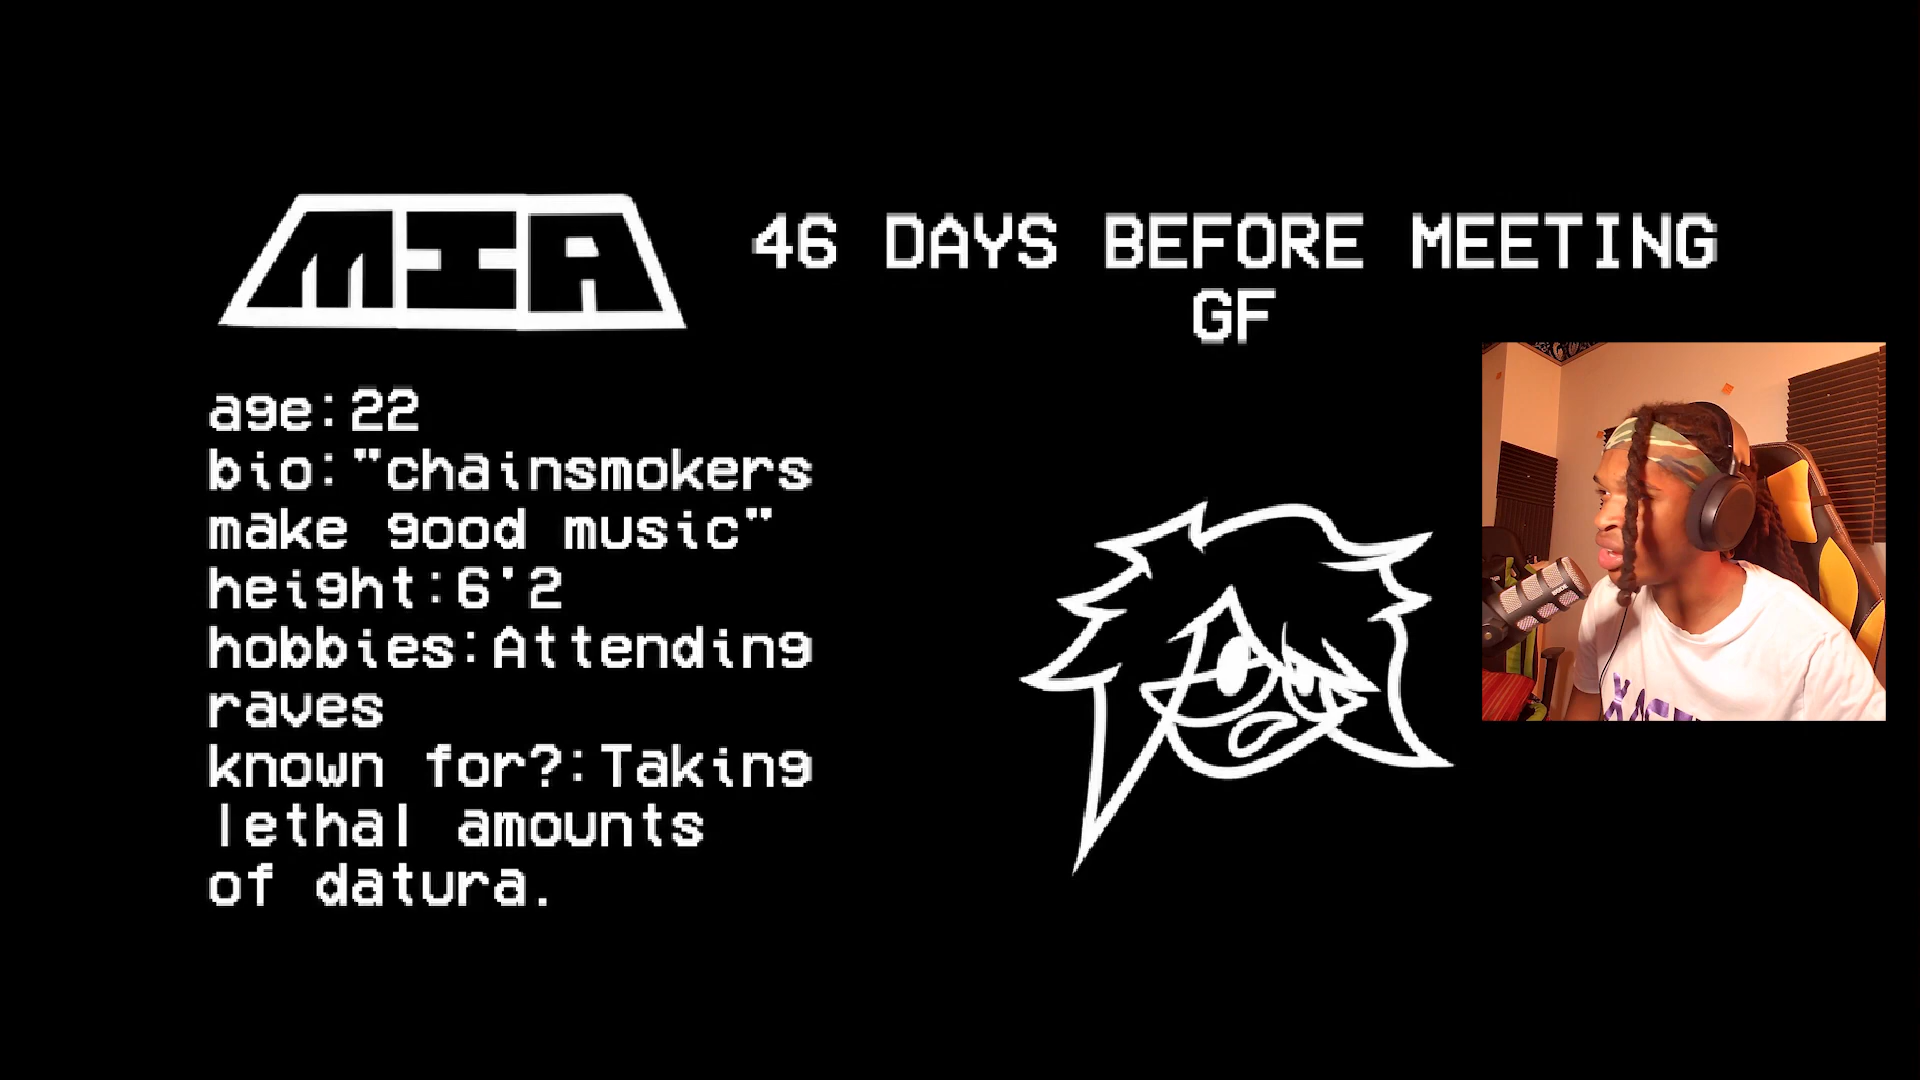 MIA
46 DAYS BEFORE MEETING
GF
age:22
bio:"chainsmokers
make good music"
height:6'2
hobbies:Attending
raves
known for?:Taking
lethal amounts
of datura.